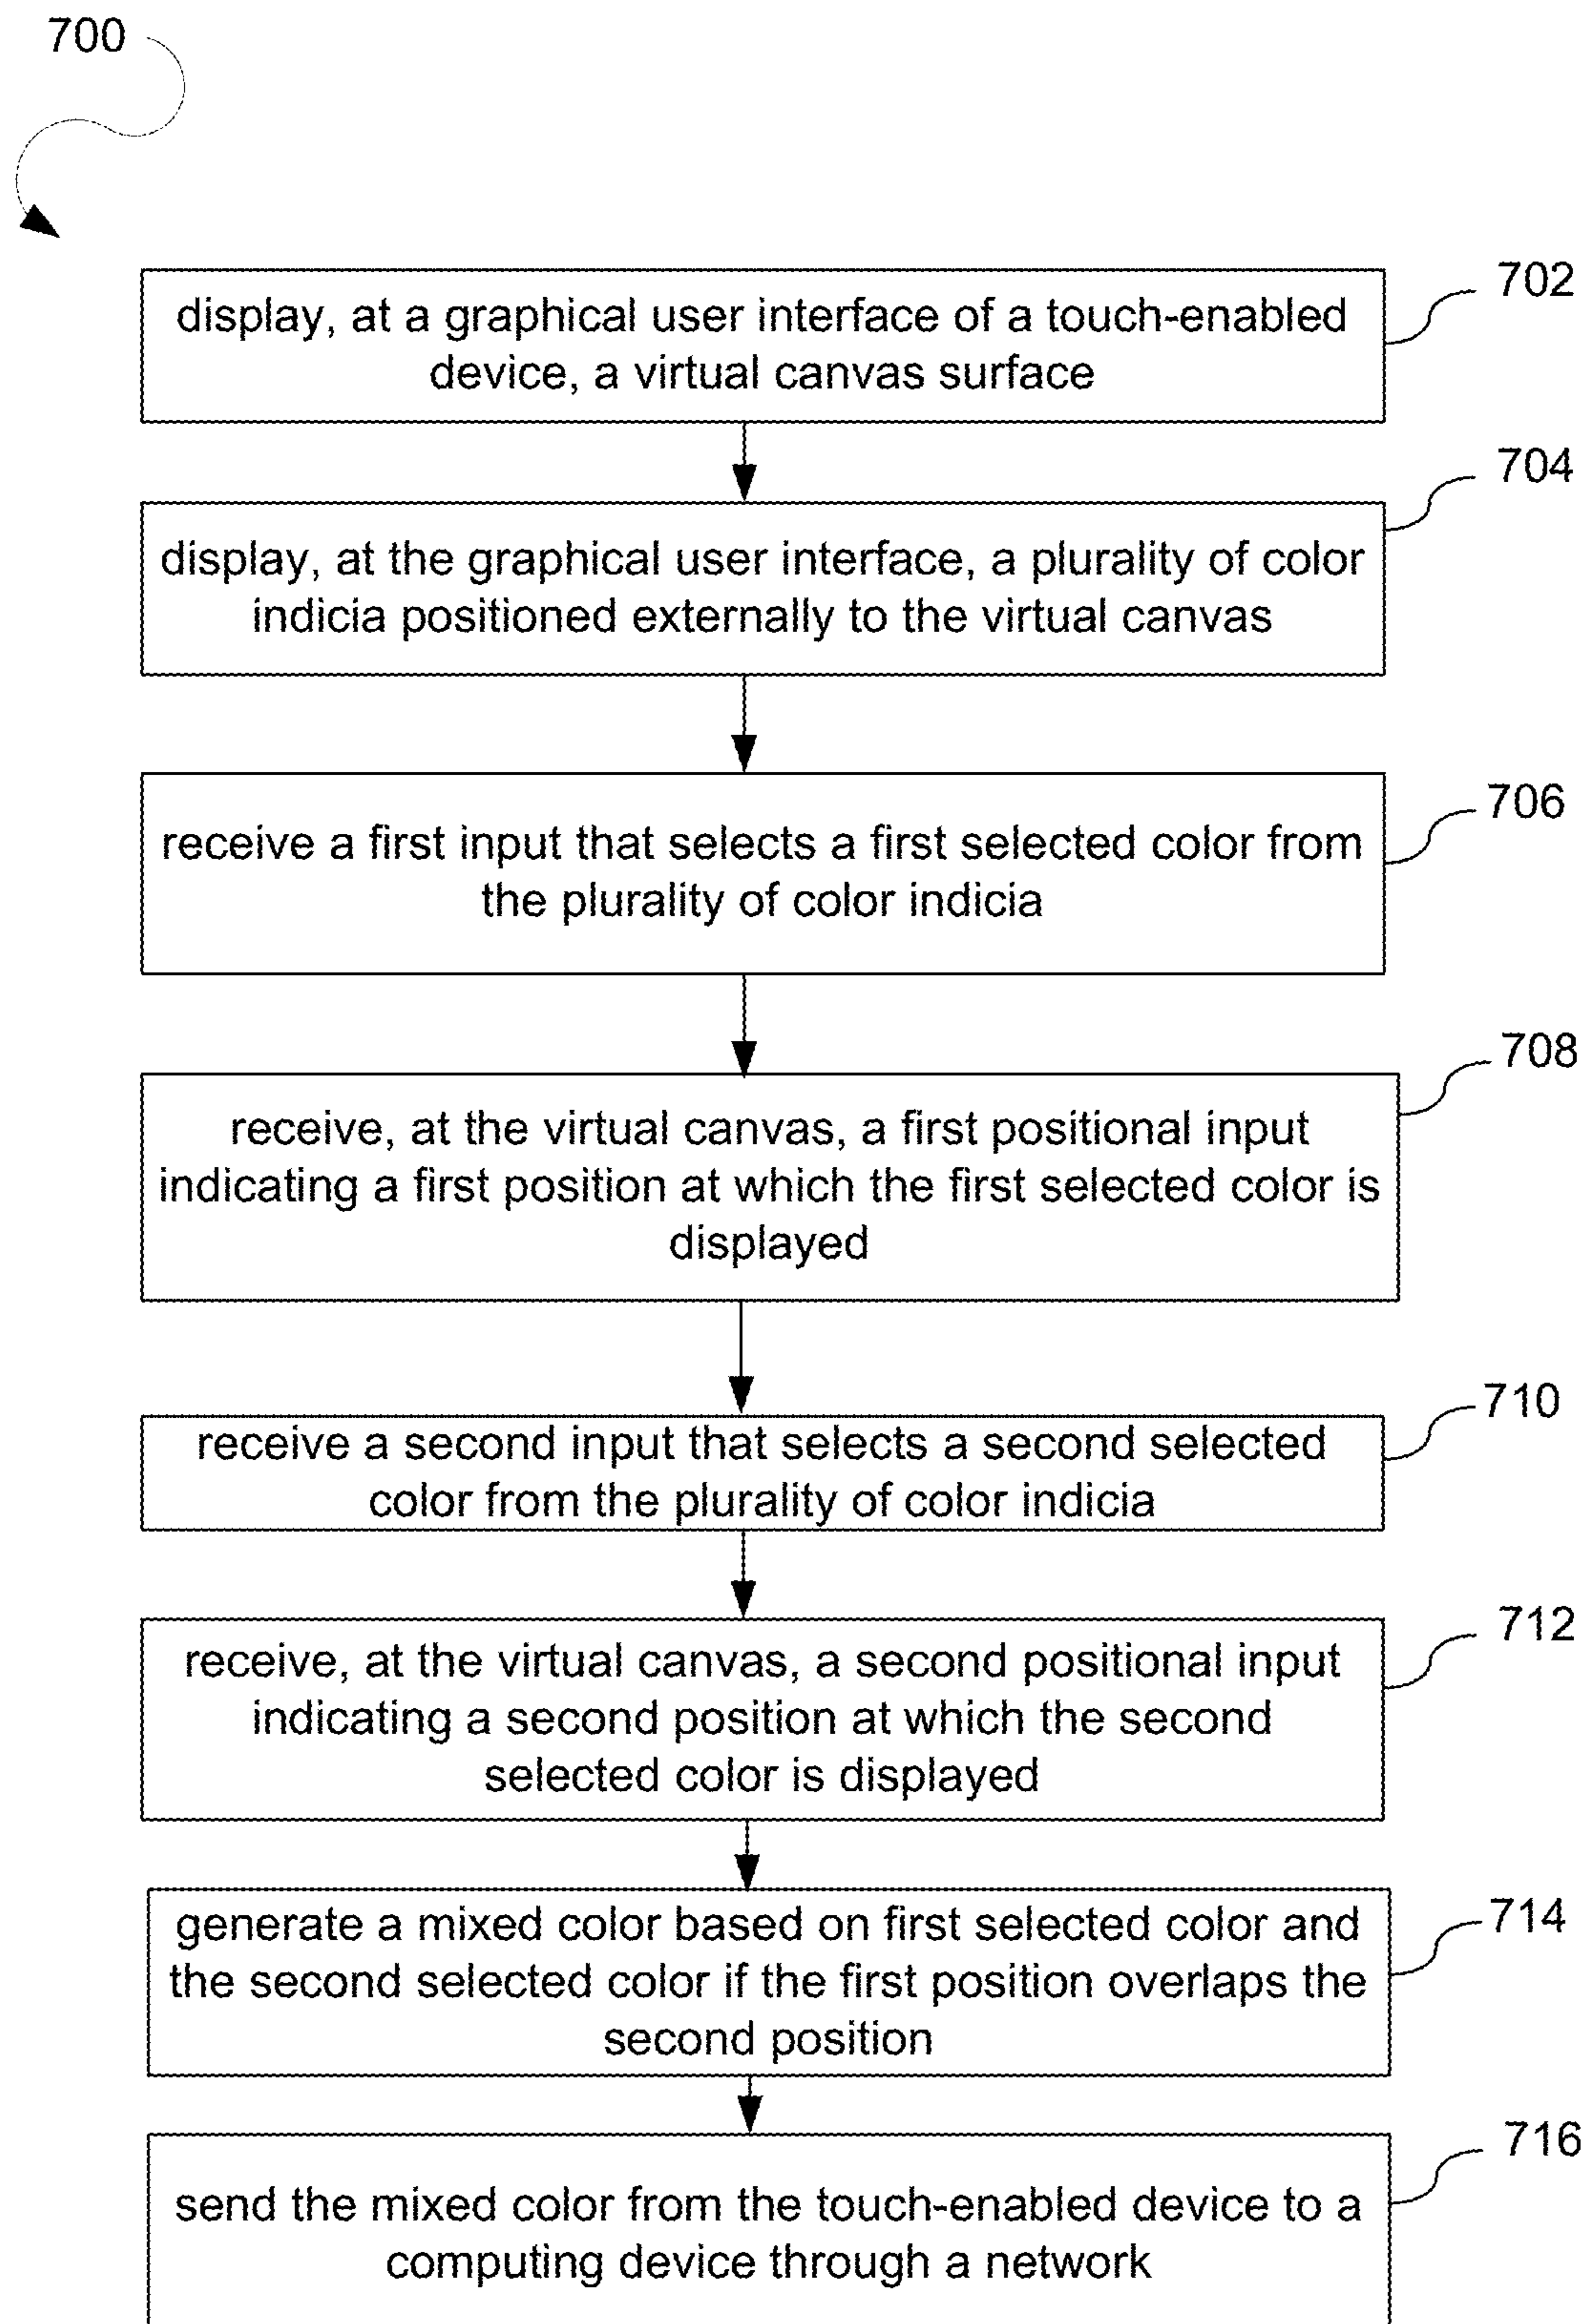 700
702
display, at a graphical user interface of a touch-enabled
device, a virtual canvas surface
704
display, at the graphical user interface, a plurality of color
indicia positioned externally to the virtual canvas
706
receive a first input that selects a first selected color from
the plurality of color indicia
708
receive, at the virtual canvas, a first positional input
indicating a first position at which the first selected color is
displayed
710
receive a second input that selects a second selected
color from the plurality of color indicia
712
receive, at the virtual canvas, a second positional input
indicating a second position at which the second
selected color is displayed
714
generate a mixed color based on first selected color and
the second selected color if the first position overlaps the
second position
716
send the mixed color from the touch-enabled device to a
computing device through a network